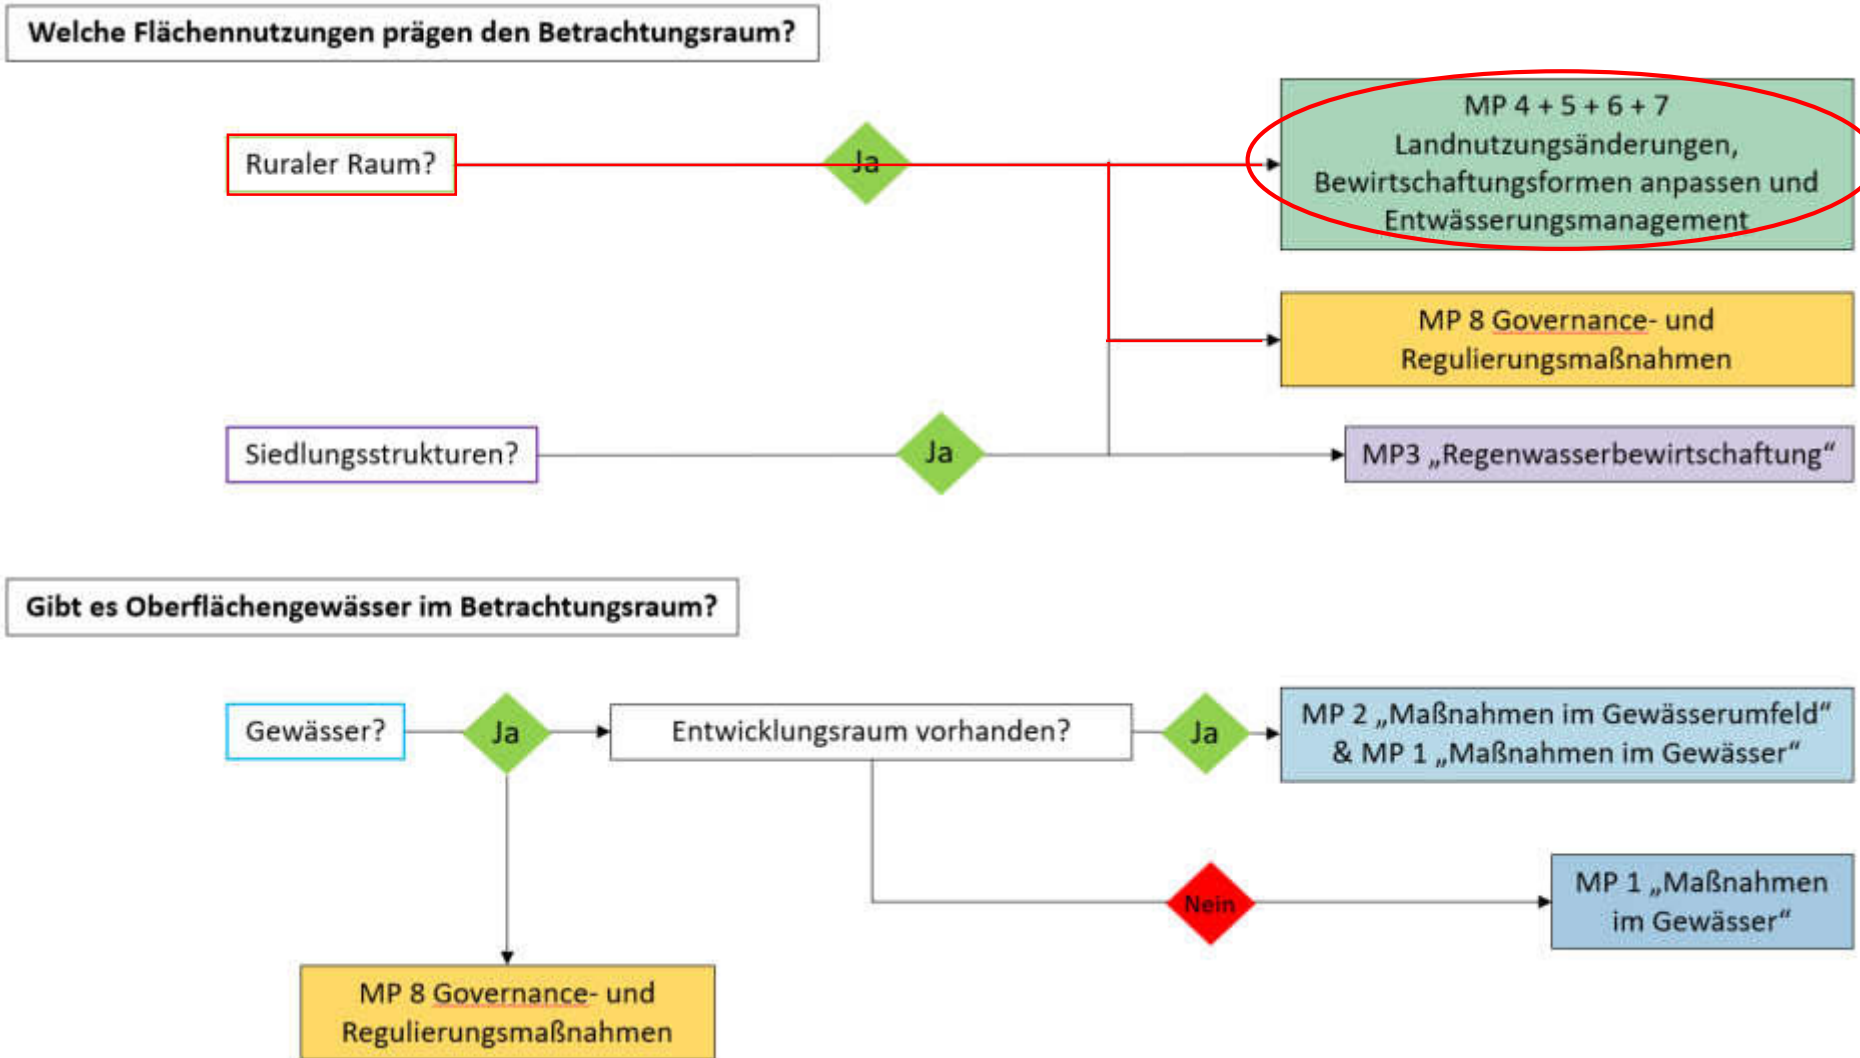 Welche Flächennutzungen prägen den Betrachtungsraum?
Ruraler Raum?
Ja
MP 4 + 5 + 6 + 7
Landnutzungsänderungen,
Bewirtschaftungsformen anpassen und
Entwässerungsmanagement
MP 8 Governance- und
Regulierungsmaßnahmen
Siedlungsstrukturen?
Ja
MP3 „Regenwasserbewirtschaftung“
Gibt es Oberflächengewässer im Betrachtungsraum?
Gewässer?
Ja
Entwicklungsraum vorhanden?
Ja
MP 2 „Maßnahmen im Gewässerumfeld“
& MP 1 „Maßnahmen im Gewässer“
Nein
MP 1 „Maßnahmen
im Gewässer“
MP 8 Governance- und
Regulierungsmaßnahmen